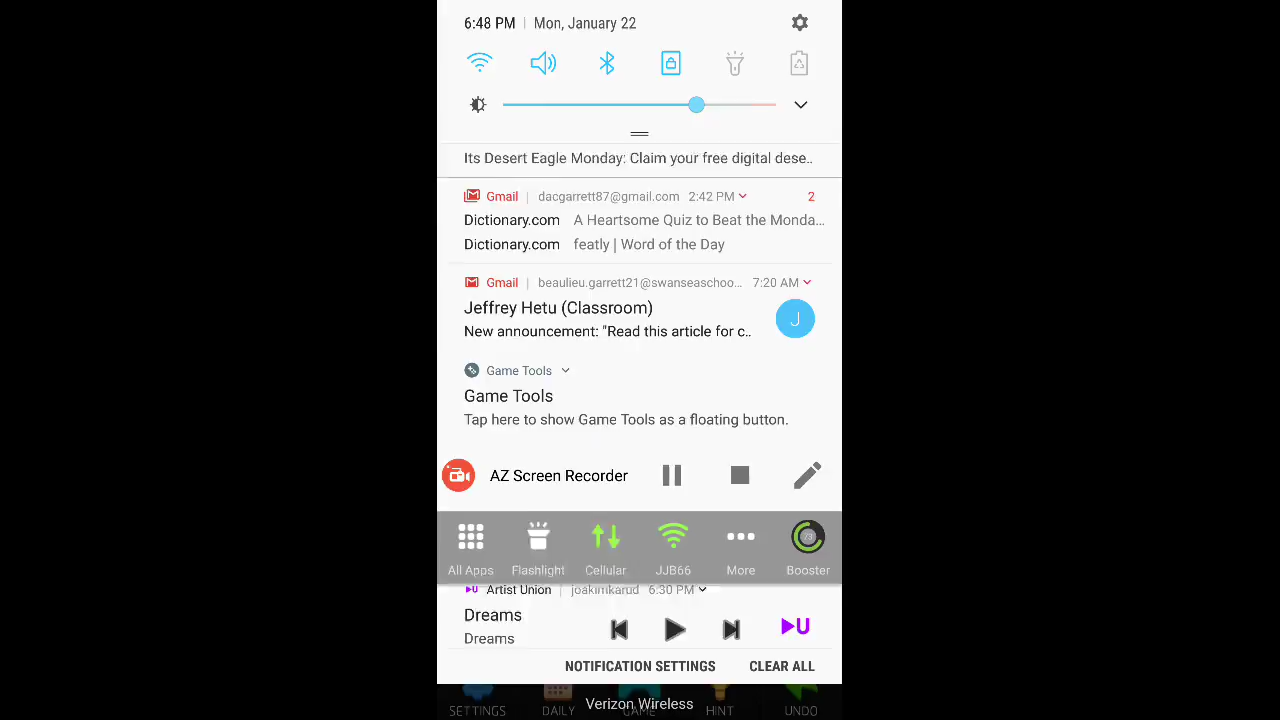 6:48 PM | Mon, January 22
Its Desert Eagle Monday: Claim your free digital dese..
Gmail | dacgarrett87@gmail.com 2:42 PM 2
Dictionary.com A Heartsome Quiz to Beat the Monda...
Dictionary.com featly | Word of the Day
Gmail | beaulieu.garrett21@swanseaschoo... 7:20 AM
Jeffrey Hetu (Classroom)
J
New announcement: "Read this article for c..
Game Tools
Game Tools
Tap here to show Game Tools as a floating button.
AZ Screen Recorder
23
All Apps Flashlight Cellular JJB66 More Booster
Artist Union | joakimkarud 6:30 PM
Dreams
U
Dreams
NOTIFICATION SETTINGS CLEAR ALL
Verizon Wireless
SETTINGS DAILY GAME HINT UNDO